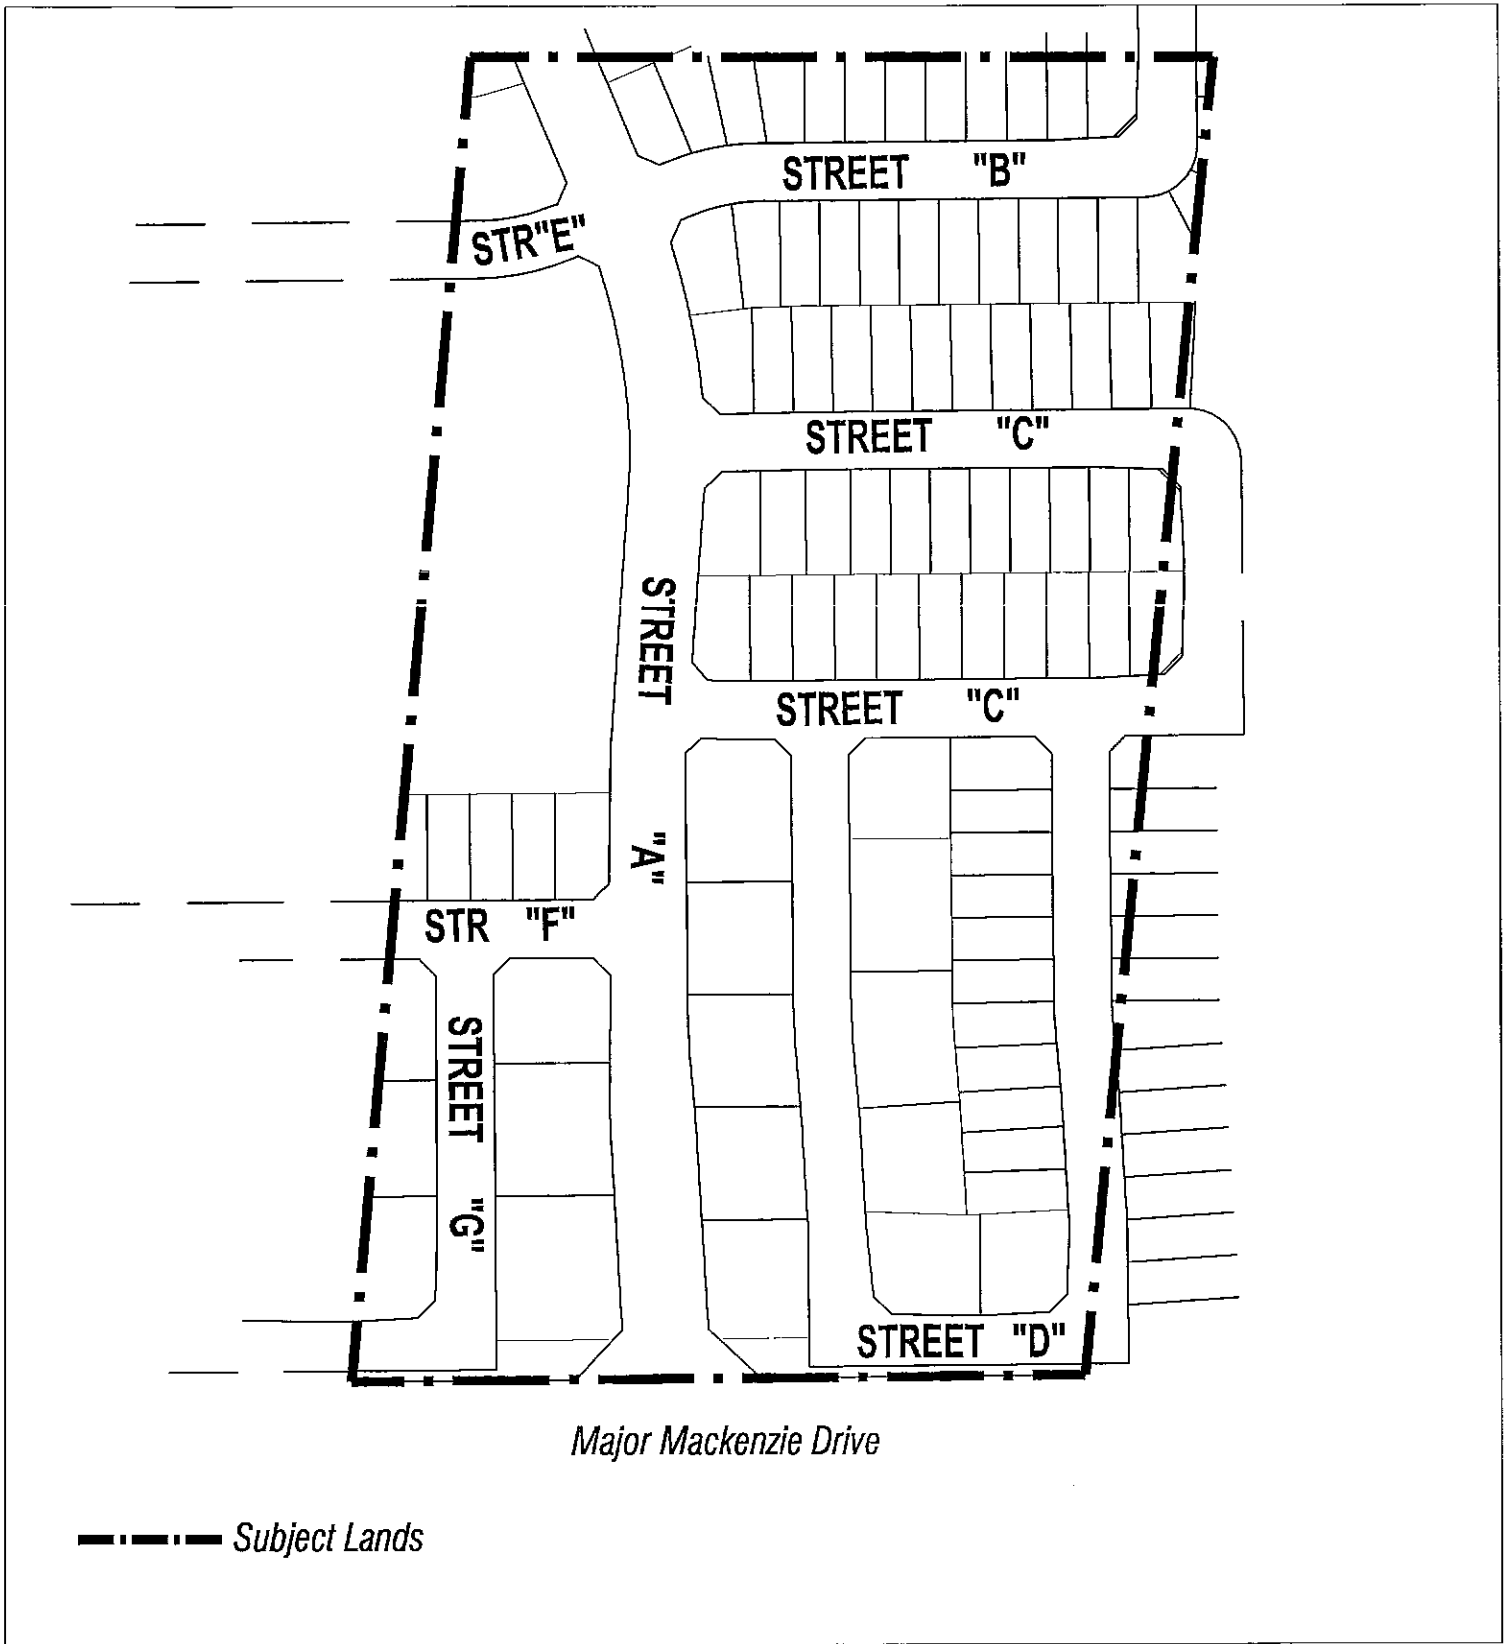 STREET "B"
STR"E"
STREET "C"
STREET "A"
STREET "C"
STR "F"
STREET "G"
STREET "D"
Major Mackenzie Drive
Subject Lands